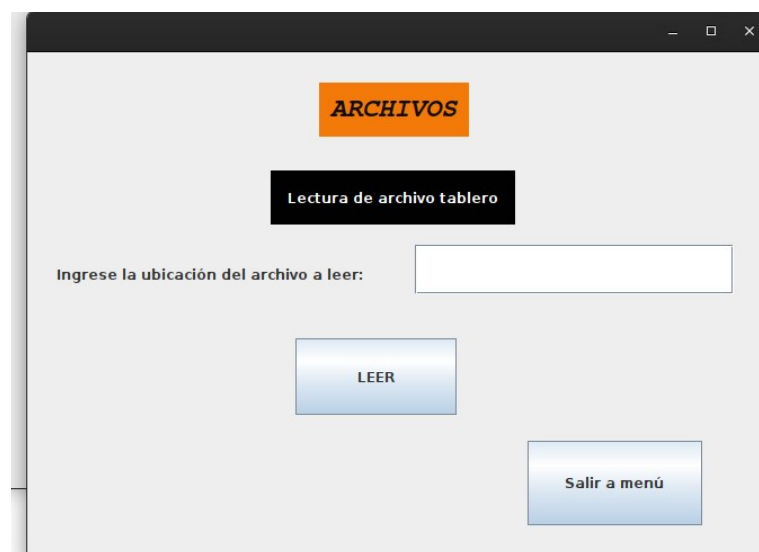 ARCHIVOS
Lectura de archivo tablero
Ingrese la ubicación del archivo a leer:
LEER
Salir a menú